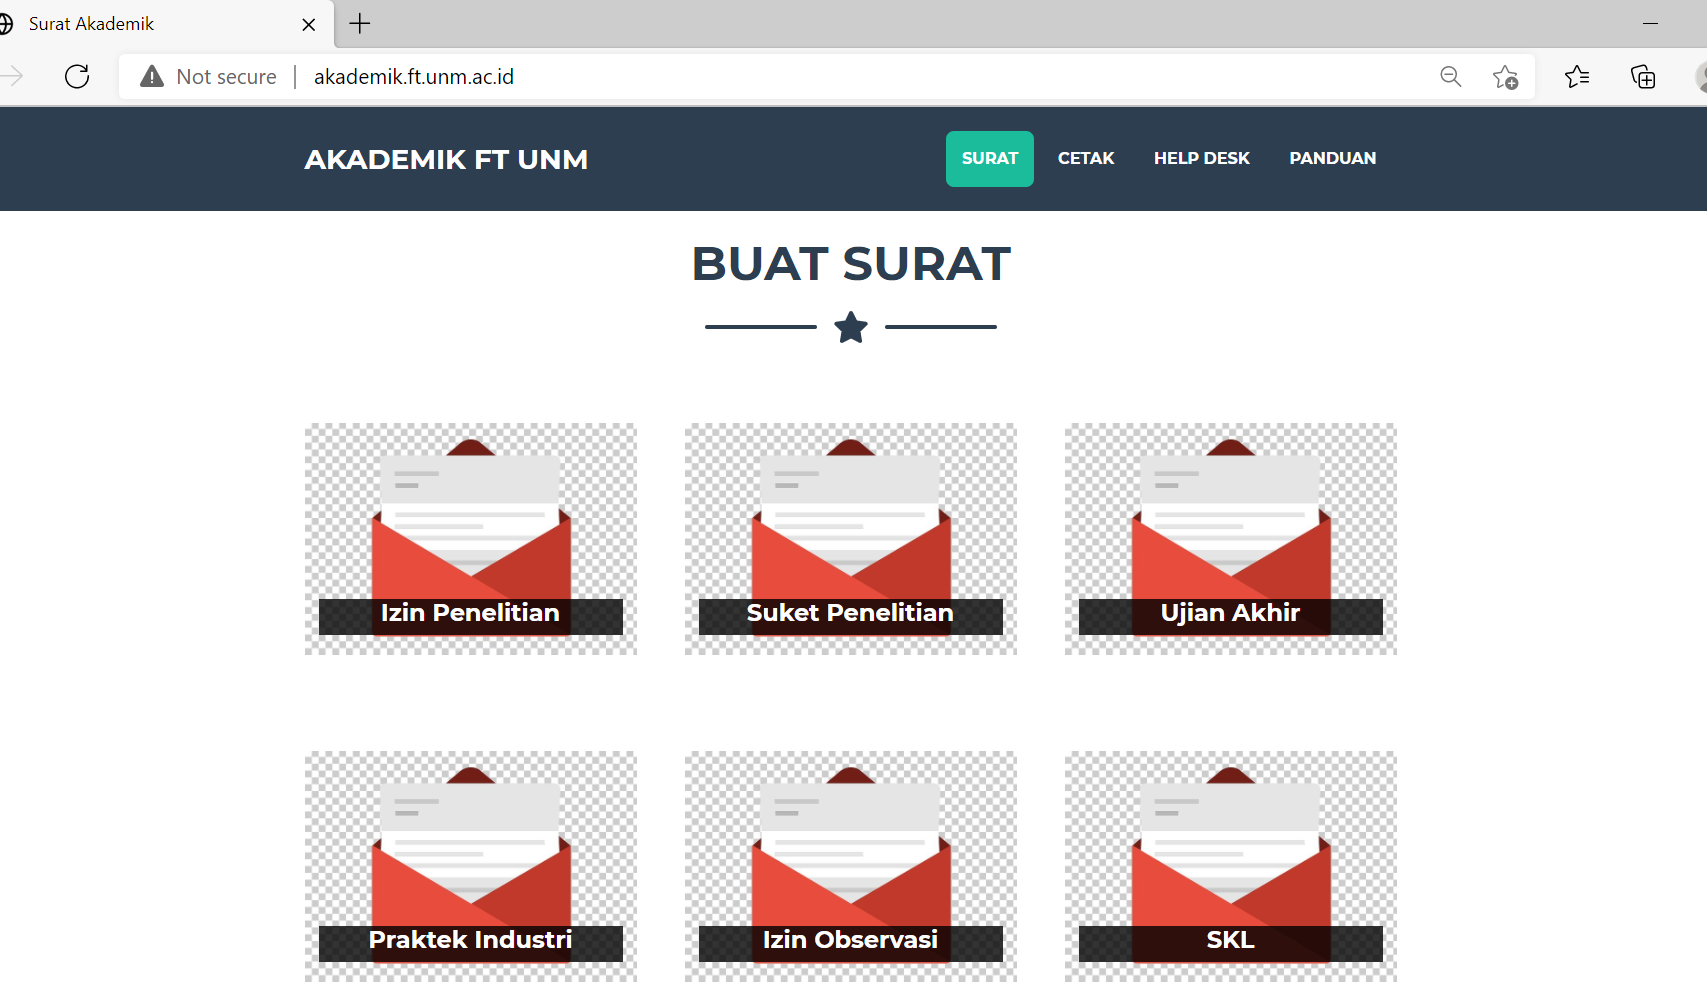 Surat Akademik
Not secure akademik.ft.unm.ac.id
AKADEMIK FT UNM SURAT CETAK HELP DESK PANDUAN
BUAT SURAT
Izin Penelitian Suket Penelitian Ujian Akhir
Praktek Industri Izin Observasi SKL